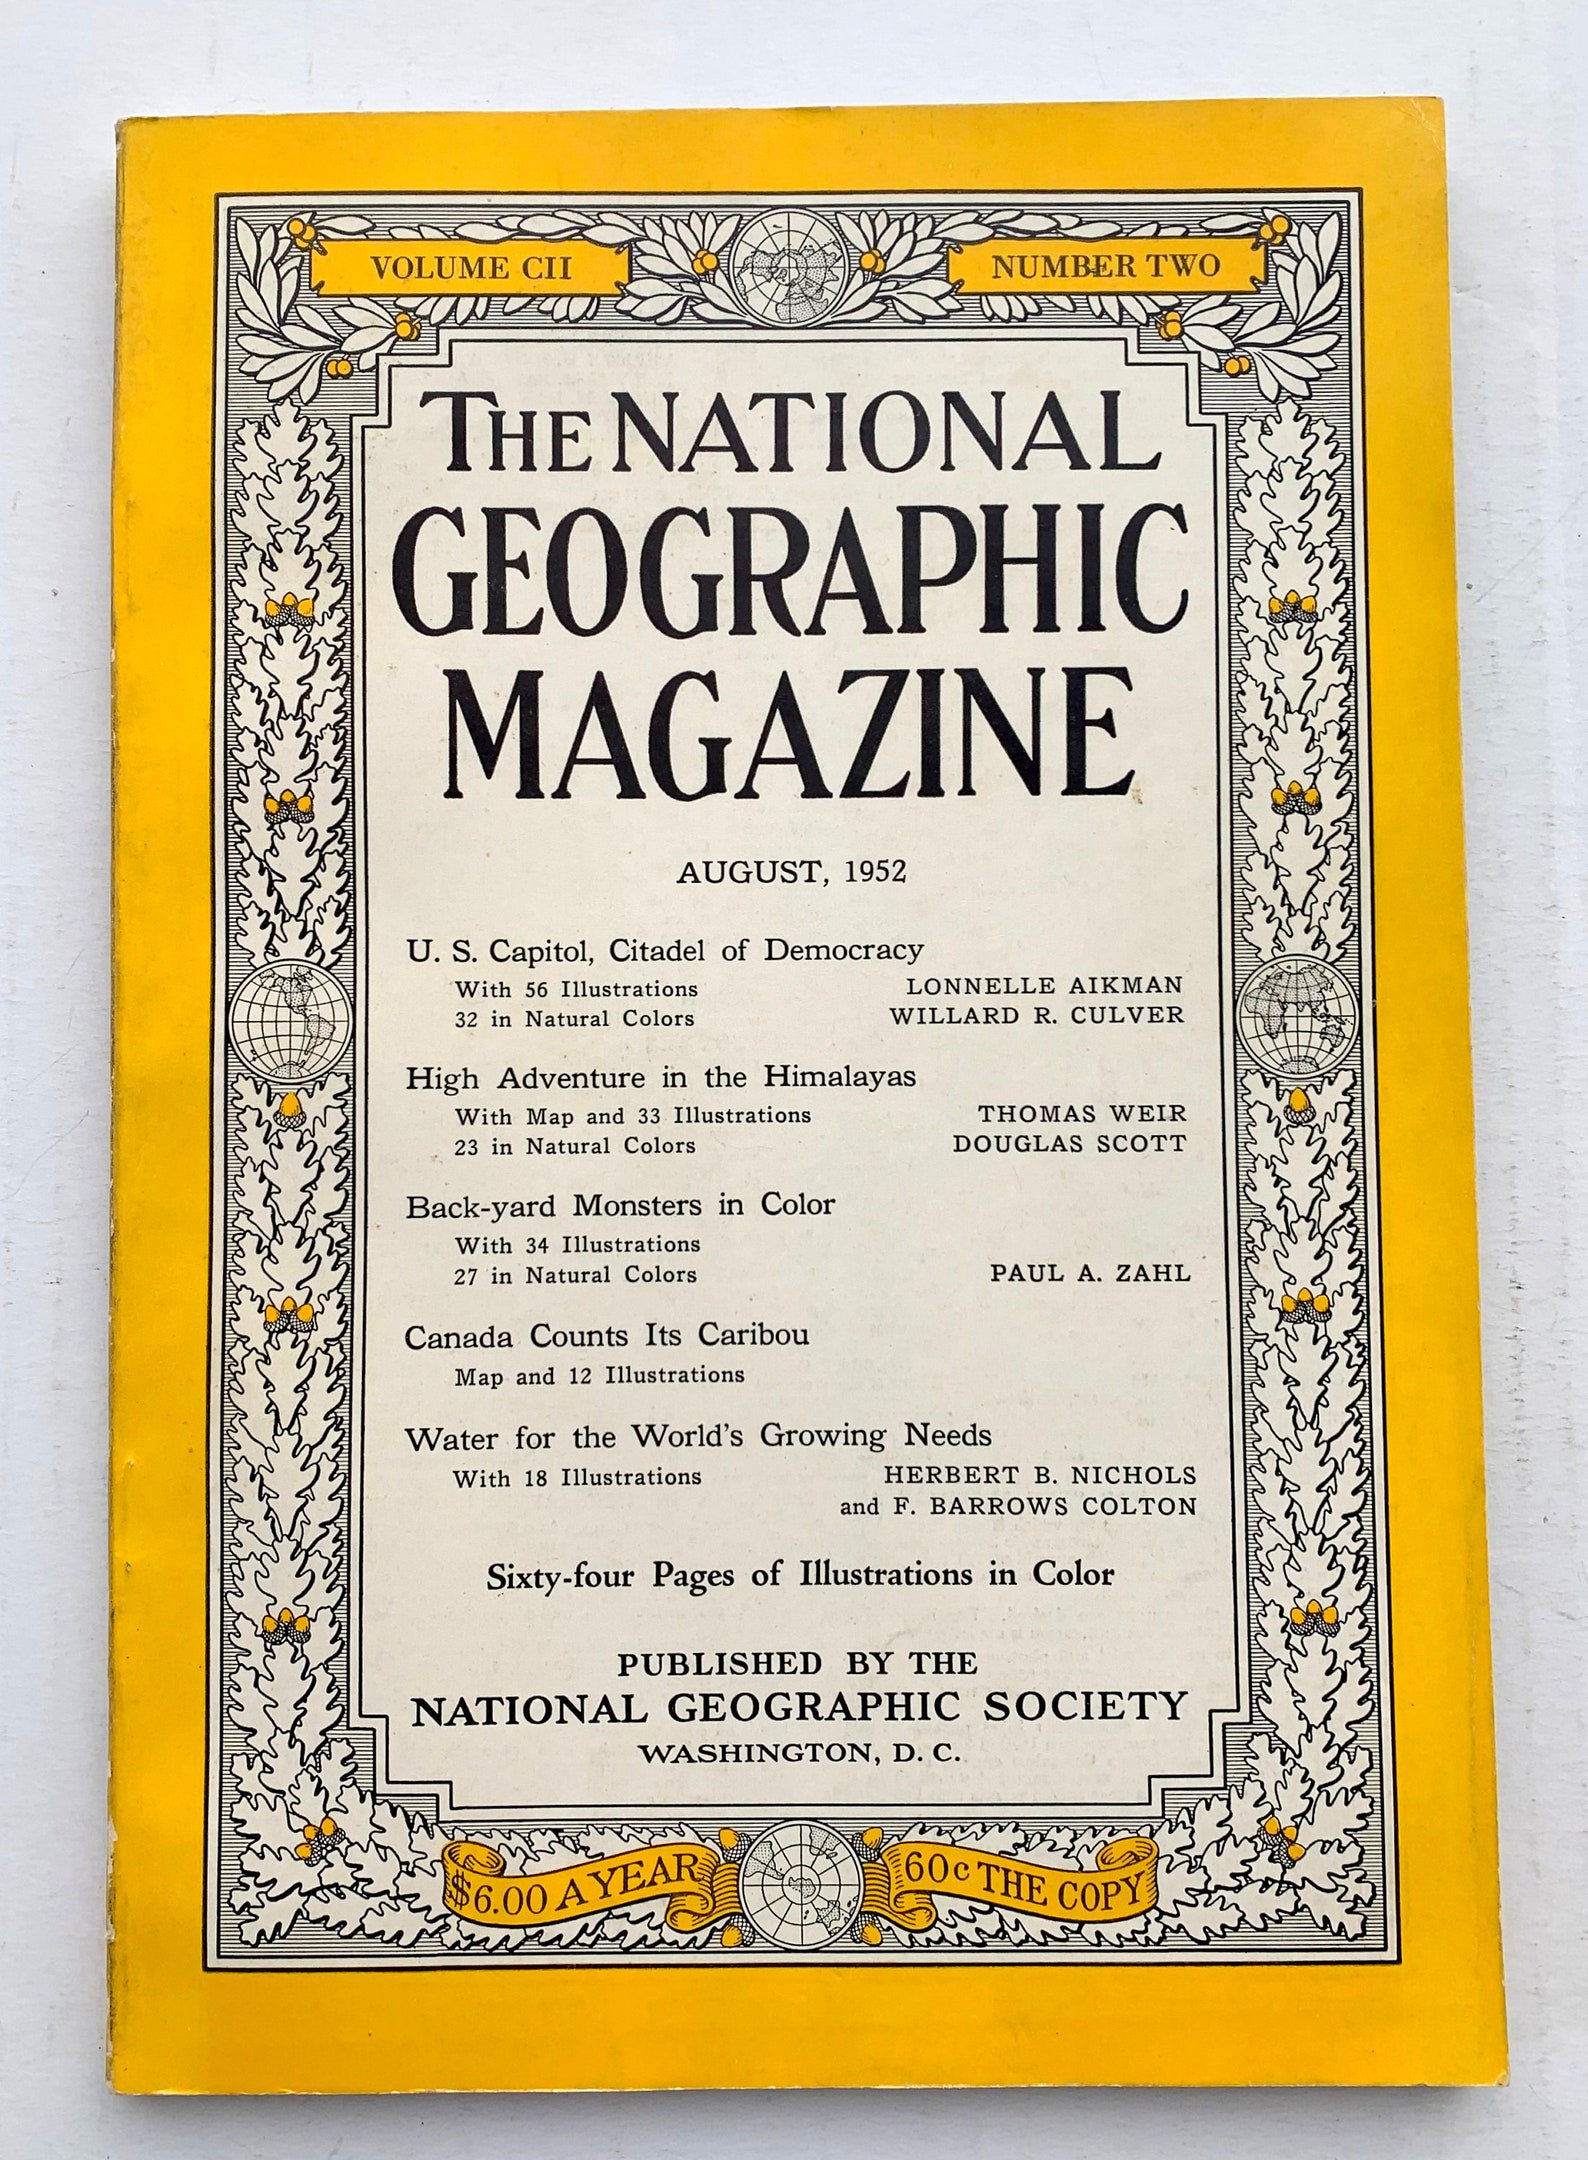 VOLUME CII
NUMBER TWO
THE NATIONAL
GEOGRAPHIC
MAGAZINE
AUGUST, 1952
U. S. Capitol, Citadel of Democracy
With 56 Illustrations LONNELLE AIKMAN
32 in Natural Colors WILLARD R. CULVER
High Adventure in the Himalayas
With Map and 33 Illustrations THOMAS WEIR
23 in Natural Colors DOUGLAS SCOTT
Back-yard Monsters in Color
With 34 Illustrations
27 in Natural Colors PAUL A. ZAHL
Canada Counts Its Caribou
Map and 12 Illustrations
Water for the World's Growing Needs
With 18 Illustrations HERBERT B. NICHOLS
and F. BARROWS COLTON
Sixty-four Pages of Illustrations in Color
PUBLISHED BY THE
NATIONAL GEOGRAPHIC SOCIETY
WASHINGTON, D. C.
$6.00 A YEAR
60c THE COPY